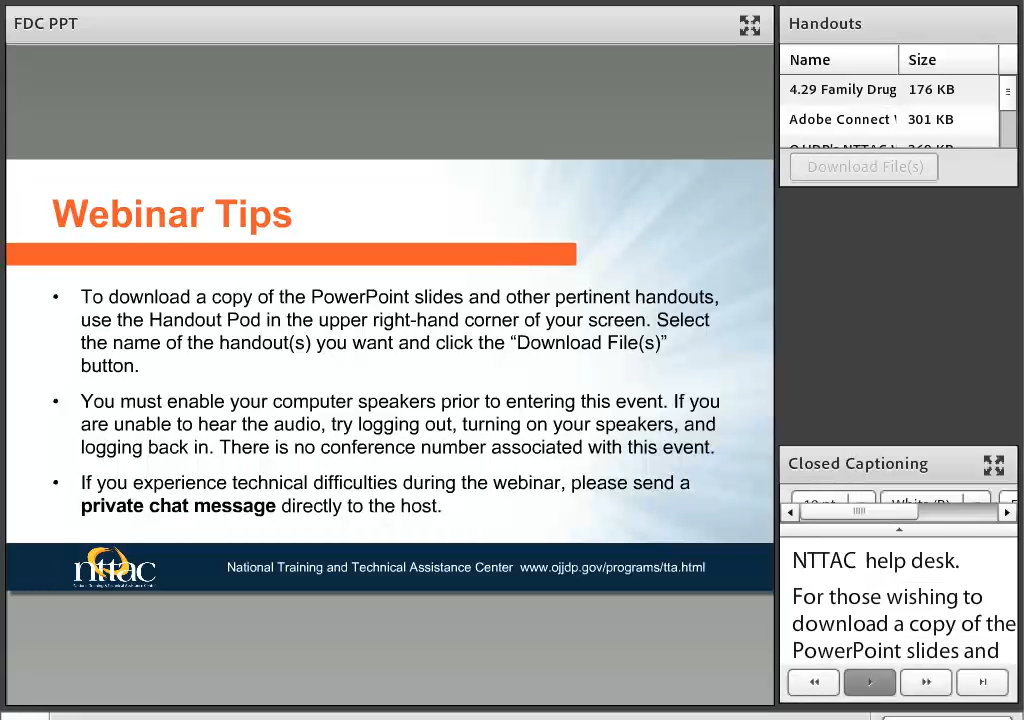 FDC PPT
Webinar Tips
• To download a copy of the PowerPoint slides and other pertinent handouts,
use the Handout Pod in the upper right-hand corner of your screen. Select
the name of the handout(s) you want and click the “Download File(s)”
button.
• You must enable your computer speakers prior to entering this event. If you
are unable to hear the audio, try logging out, turning on your speakers, and
logging back in. There is no conference number associated with this event.
• If you experience technical difficulties during the webinar, please send a
private chat message directly to the host.
nttac
National Training and Technical Assistance Center www.ojjdp.gov/programs/tta.html
Handouts
Name Size
4.29 Family Drug 176 KB
Adobe Connect 301 KB
Download File(s)
Closed Captioning
NTTAC help desk.
For those wishing to
download a copy of the
PowerPoint slides and